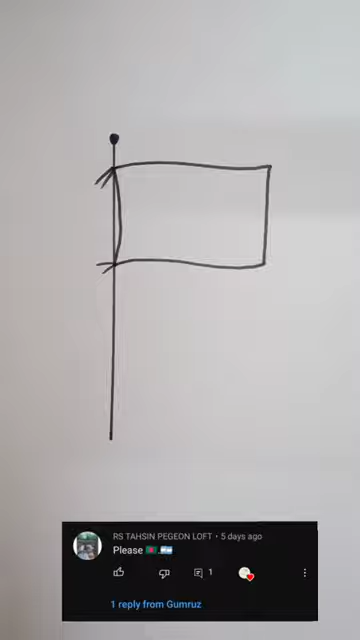 RS TAHSIN PEGEON LOFT • 5 days ago
Please 🇧🇩.🇦🇷
1
1 reply from Gumruz